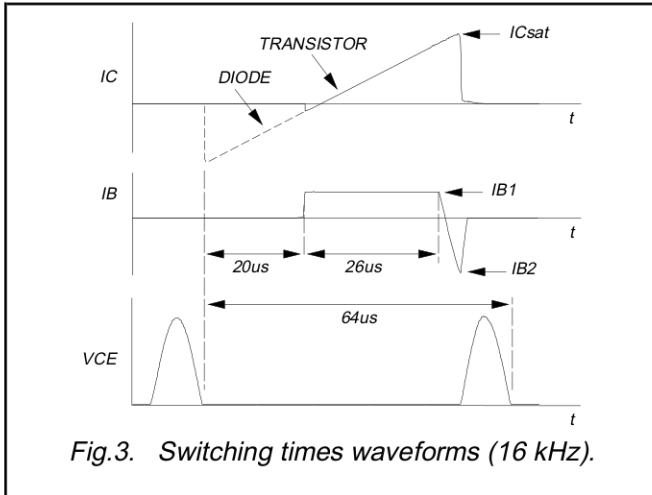 ICsat
TRANSISTOR
IC
DIODE
t
IB
IB1
t
20us
26us
IB2
64us
VCE
t
Fig.3. Switching times waveforms (16 kHz).